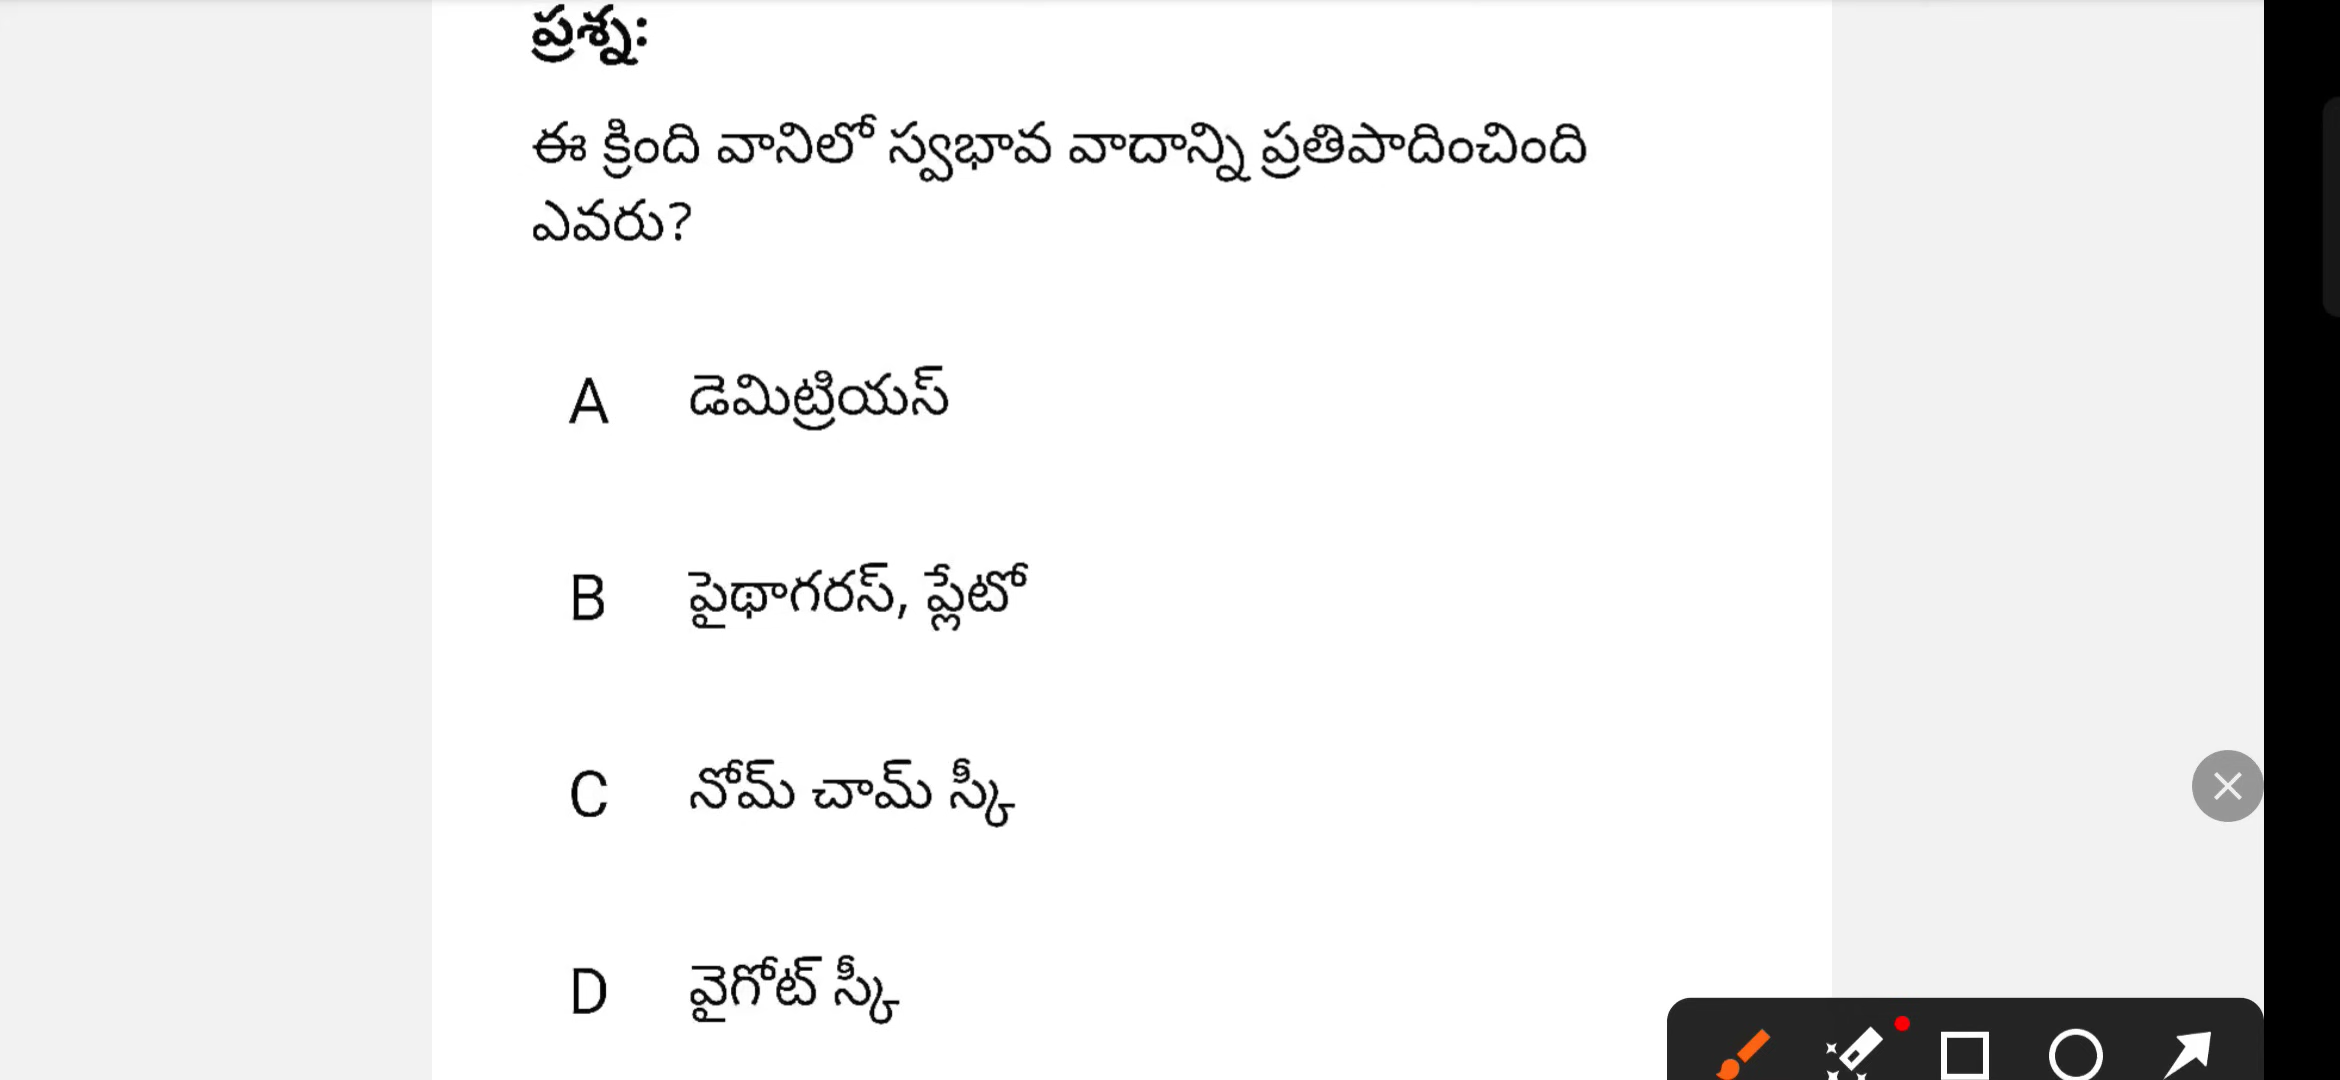 ప్రశ్న:
ఈ క్రింది వానిలో స్వభావ వాదాన్ని ప్రతిపాదించింది
ఎవరు?
A డెమిట్రియస్
B పైథాగరస్, ప్లేటో
C నోమ్ చామ్ స్కీ
D వైగోట్ స్కీ